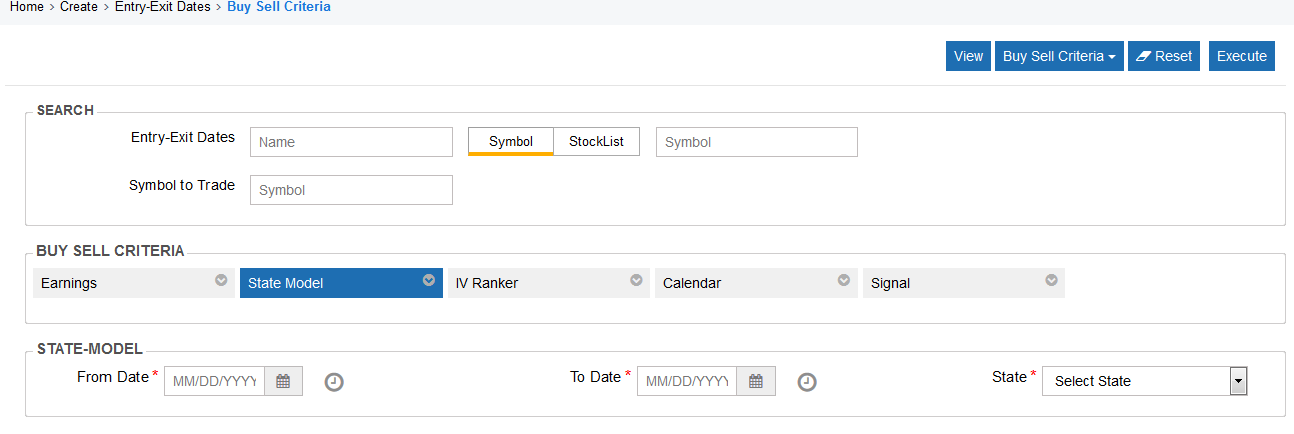 Home > Create > Entry-Exit Dates > Buy Sell Criteria
View Buy Sell Criteria Reset Execute
SEARCH
Entry-Exit Dates Name Symbol StockList Symbol
Symbol to Trade Symbol
BUY SELL CRITERIA
Earnings State Model IV Ranker Calendar Signal
STATE-MODEL
From Date * MM/DD/YYYY To Date * MM/DD/YYYY State * Select State